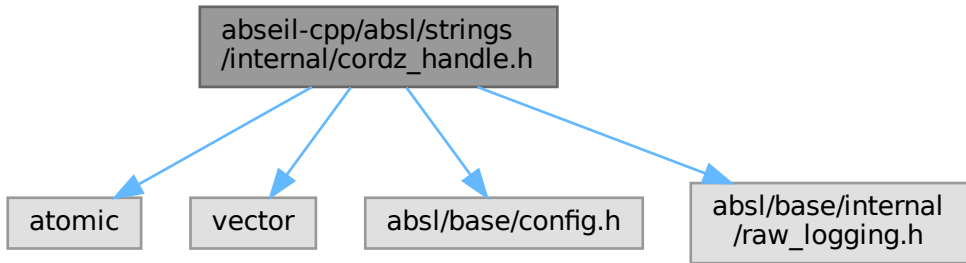 abseil-cpp/absl/strings
/internal/cordz_handle.h
atomic
vector
absl/base/config.h
absl/base/internal
/raw_logging.h